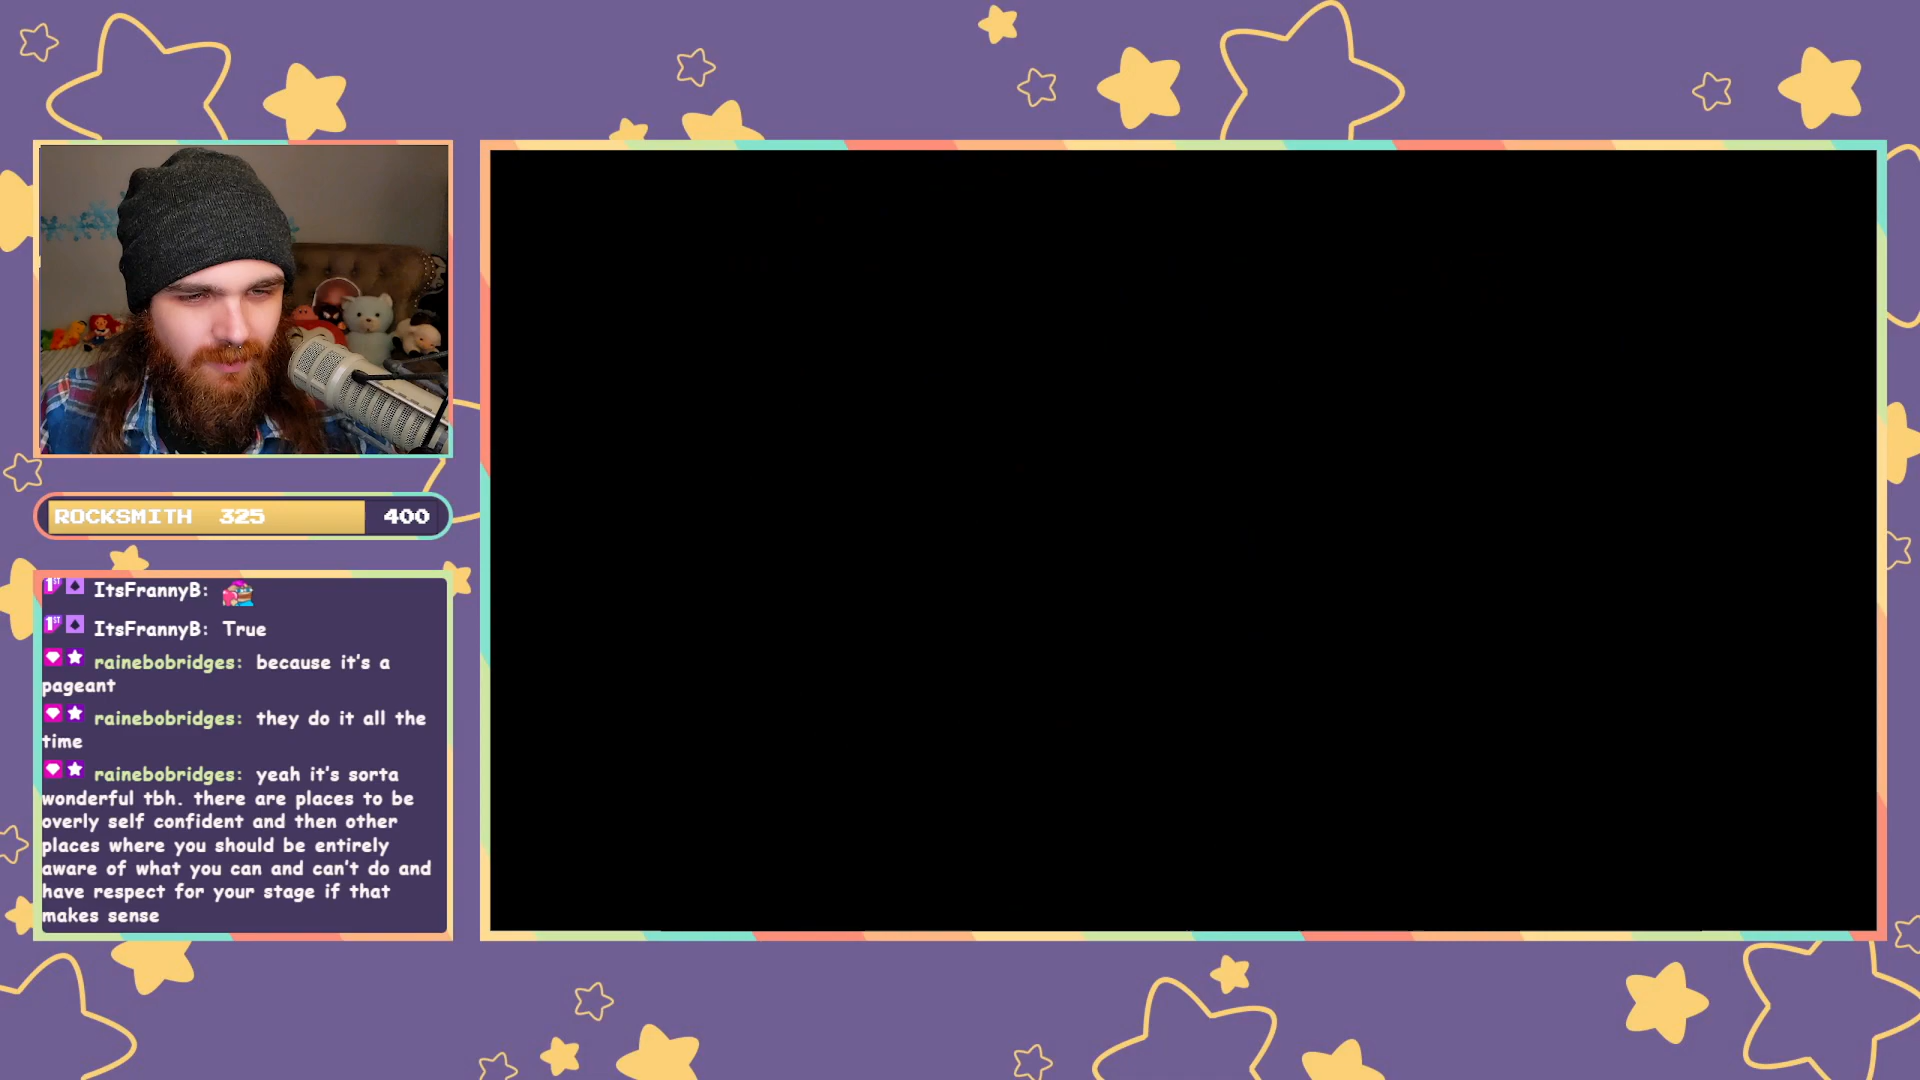 ROCKSMITH 325 400
1ST ItsFrannyB:
1ST ItsFrannyB: True
rainebobridges: because it's a
pageant
rainebobridges: they do it all the
time
rainebobridges: yeah it's sorta
wonderful tbh. there are places to be
overly self confident and then other
places where you should be entirely
aware of what you can and can't do and
have respect for your stage if that
makes sense